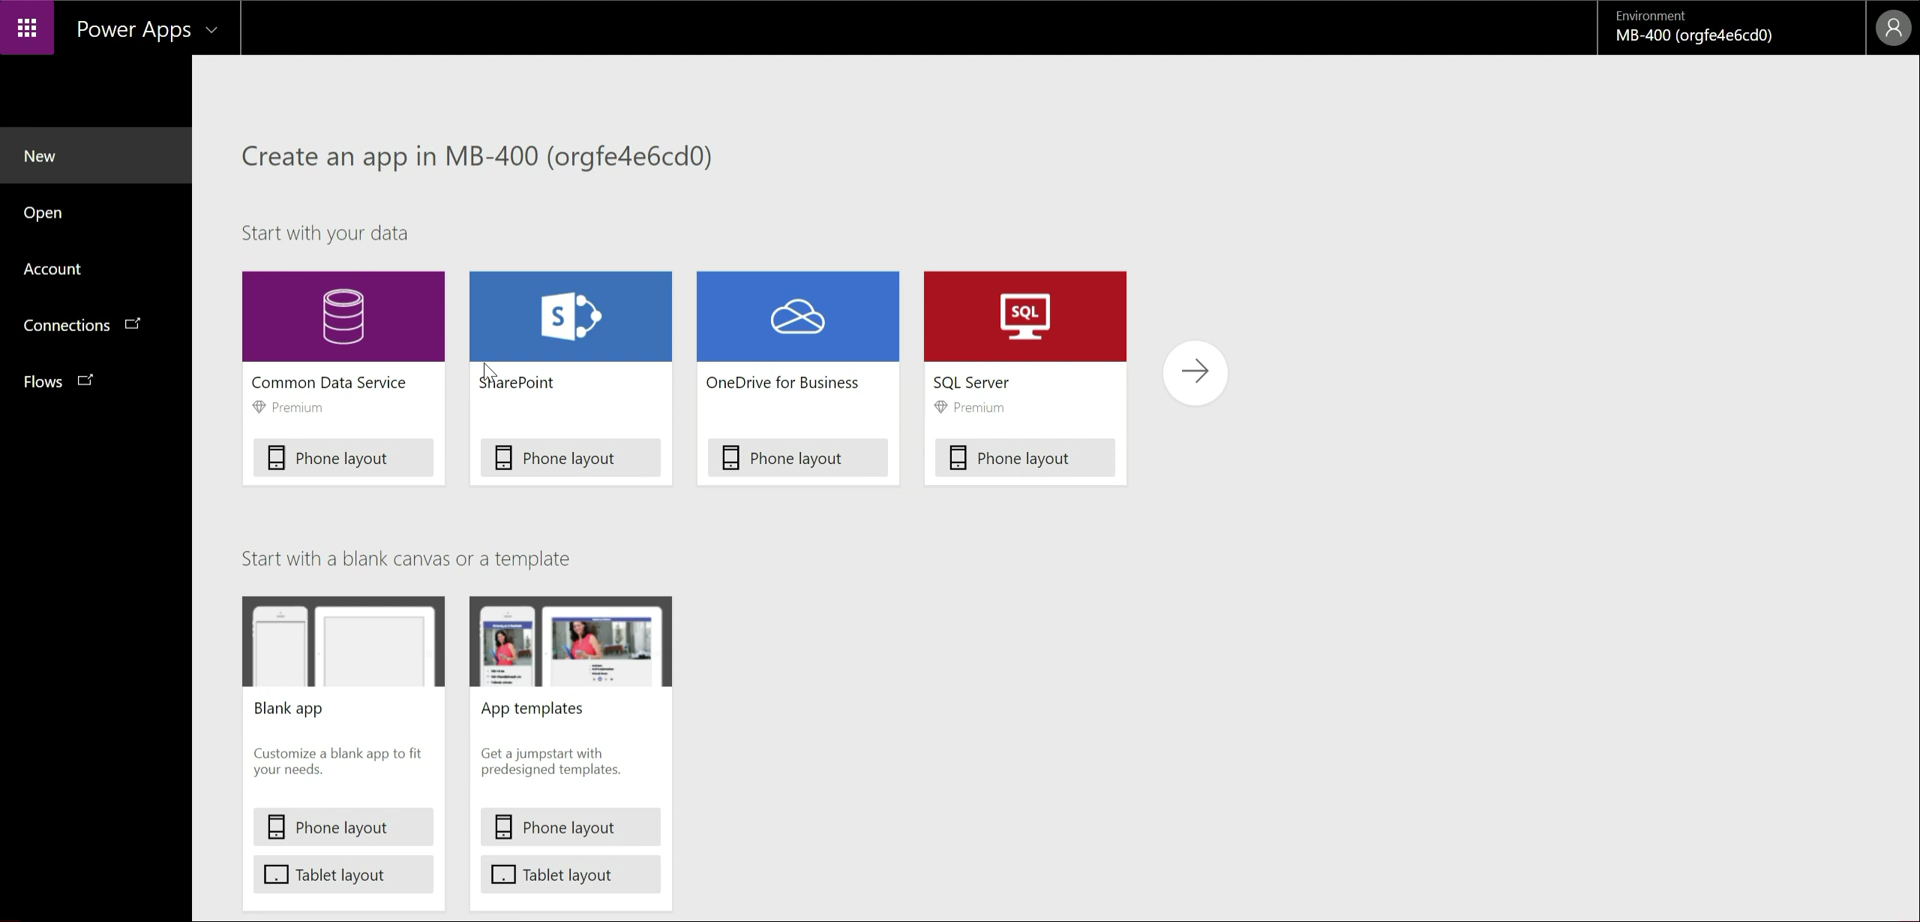 Power Apps
Environment
MB-400 (orgfe4e6cd0)
New
Open
Account
Connections
Flows
Create an app in MB-400 (orgfe4e6cd0)
Start with your data
S
SQL
Common Data Service
SharePoint
OneDrive for Business
SQL Server
Premium
Premium
Phone layout
Phone layout
Phone layout
Phone layout
Start with a blank canvas or a template
Blank app
Customize a blank app to fit
your needs.
Phone layout
Tablet layout
App templates
Get a jumpstart with
predesigned templates.
Phone layout
Tablet layout